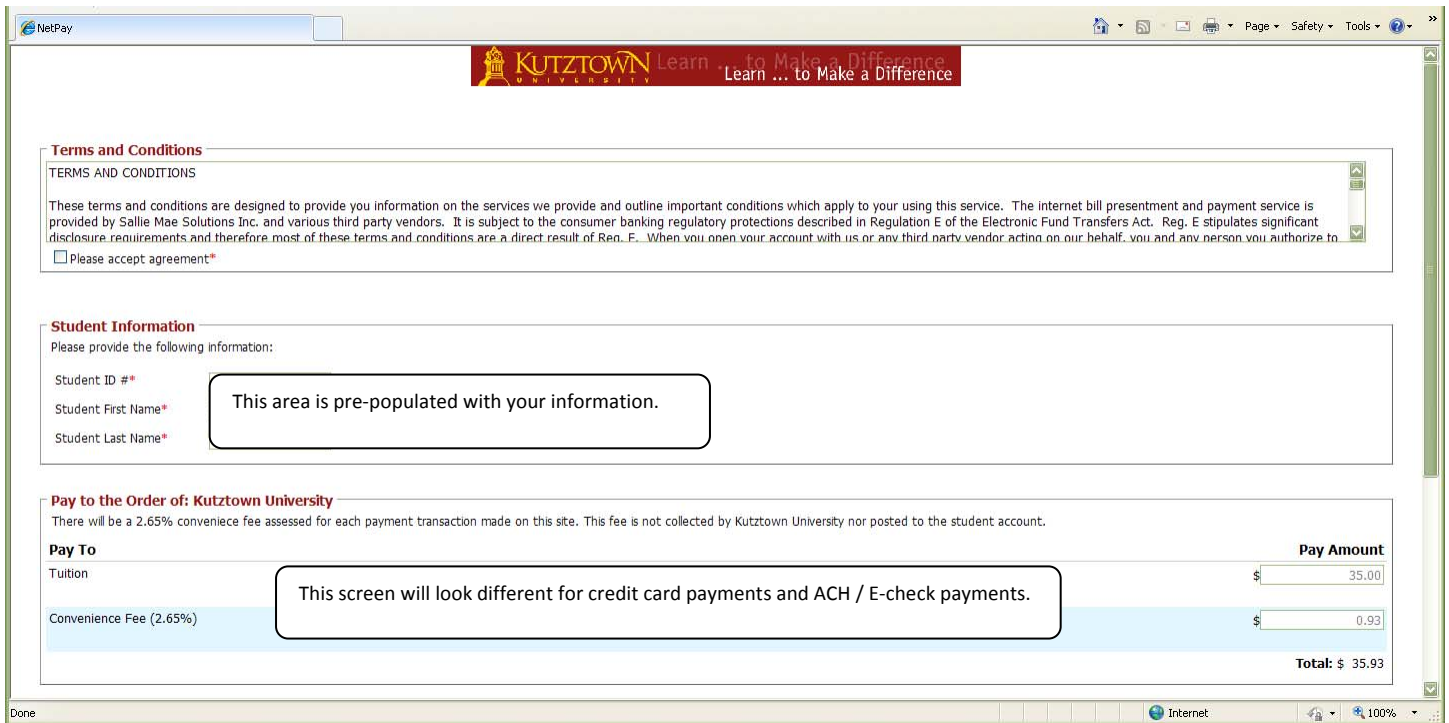 NetPay
Page Safety Tools
KUTZTOWN Learn ... to Make a Difference
UNIVERSITY
Learn ... to Make a Difference
Terms and Conditions
TERMS AND CONDITIONS
These terms and conditions are designed to provide you information on the services we provide and outline important conditions which apply to your using this service. The internet bill presentment and payment service is
provided by Sallie Mae Solutions Inc. and various third party vendors. It is subject to the consumer banking regulatory protections described in Regulation E of the Electronic Fund Transfers Act. Reg. E stipulates significant
disclosure requirements and therefore most of these terms and conditions are a direct result of Reg. E. When you open your account with us or any third party vendor acting on our behalf, you and any person you authorize to
Please accept agreement*
Student Information
Please provide the following information:
Student ID #*
This area is pre-populated with your information.
Student First Name*
Student Last Name*
Pay to the Order of: Kutztown University
There will be a 2.65% conveniece fee assessed for each payment transaction made on this site. This fee is not collected by Kutztown University nor posted to the student account.
Pay To Pay Amount
Tuition $ 35.00
This screen will look different for credit card payments and ACH / E-check payments.
Convenience Fee (2.65%) $ 0.93
Total: $ 35.93
Done Internet 100%